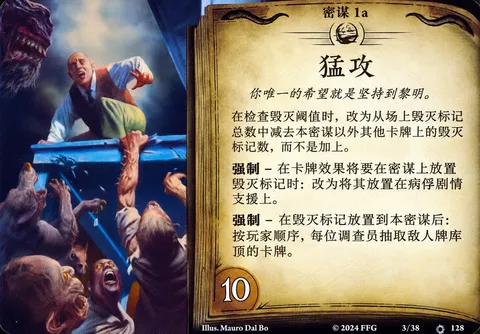 密谋 1a
猛攻
你唯一的希望就是坚持到黎明。
在检查毁灭阈值时，改为从场上毁灭标记
总数中减去本密谋以外其他卡牌上的毁灭
标记数，而不是加上。
强制 – 在卡牌效果将要在密谋上放置
毁灭标记时：改为将其放置在病俘剧情
支援上。
强制 – 在毁灭标记放置到本密谋后：
按玩家顺序，每位调查员抽取敌人牌库
顶的卡牌。
10
Illus. Mauro Dal Bo
© 2024 FFG
3/38
128